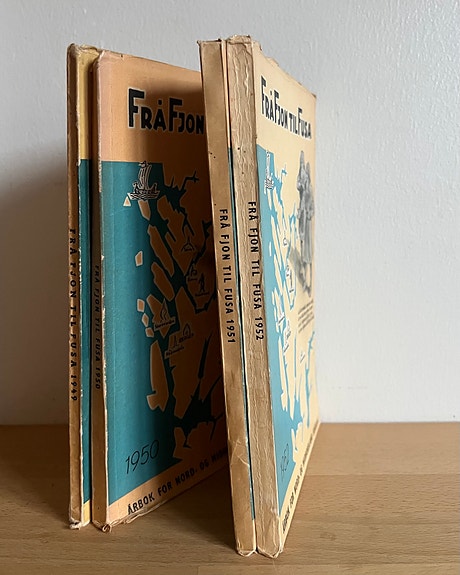 FRÅ FJON TIL FUSA 1949
FRÅ FJON TIL FUSA 1950
FRÅ FJON
1950
ÅRBOK FOR NORD- OG
FRÅ FJON TIL FUSA 1951
FRÅ FJON TIL FUSA 1952
FRÅ FJON TIL FUSA